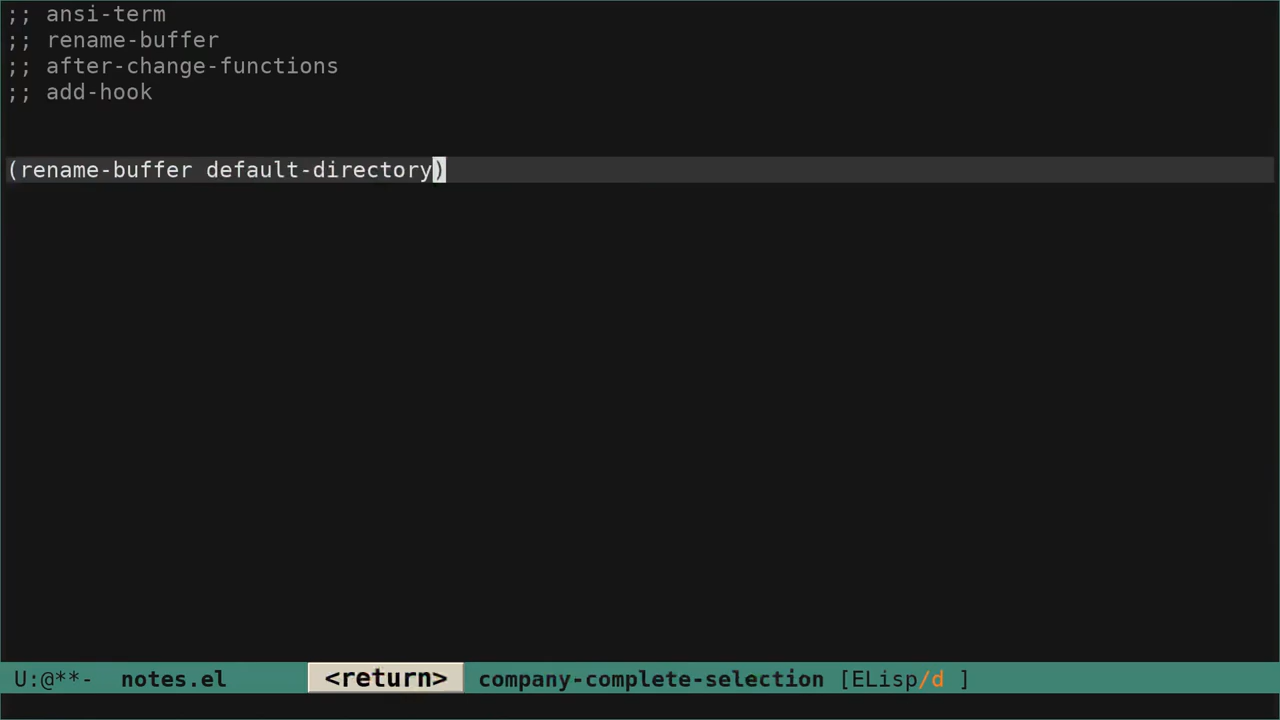 ;; ansi-term
;; rename-buffer
;; after-change-functions
;; add-hook
(rename-buffer default-directory)
U:@**- notes.el <return> company-complete-selection [ELisp/d ]